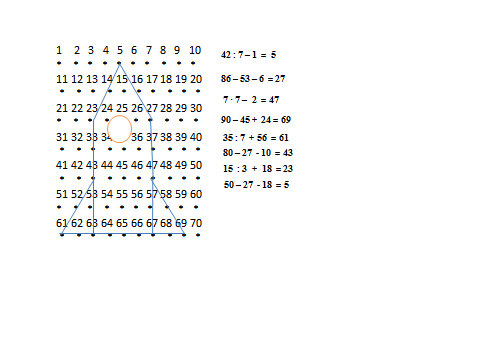 1 2 3 4 5 6 7 8 9 10
11 12 13 14 15 16 17 18 19 20
21 22 23 24 25 26 27 28 29 30
31 32 33 34 36 37 38 39 40
41 42 43 44 45 46 47 48 49 50
51 52 53 54 55 56 57 58 59 60
61 62 63 64 65 66 67 68 69 70
42 : 7 – 1 = 5
86 – 53 – 6 = 27
7 · 7 – 2 = 47
90 – 45 + 24 = 69
35 : 7 + 56 = 61
80 – 27 - 10 = 43
15 : 3 + 18 = 23
50 – 27 - 18 = 5